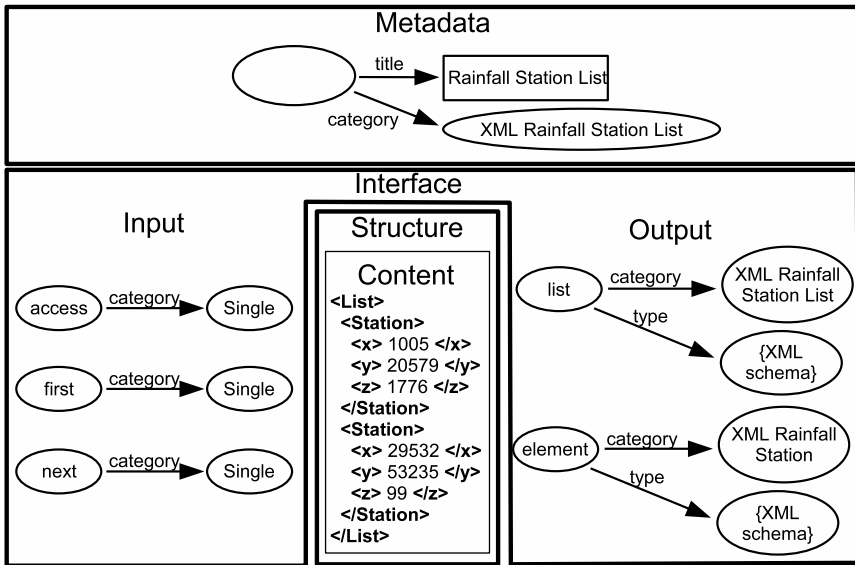 Metadata
title
Rainfall Station List
category
XML Rainfall Station List
Interface
Input
access
category
Single
first
category
Single
next
category
Single
Structure
Content
<List>
<Station>
<x> 1005 </x>
<y> 20579 </y>
<z> 1776 </z>
</Station>
<Station>
<x> 29532 </x>
<y> 53235 </y>
<z> 99 </z>
</Station>
</List>
Output
list
category
XML Rainfall
Station List
type
{XML
schema}
element
category
XML Rainfall
Station
type
{XML
schema}